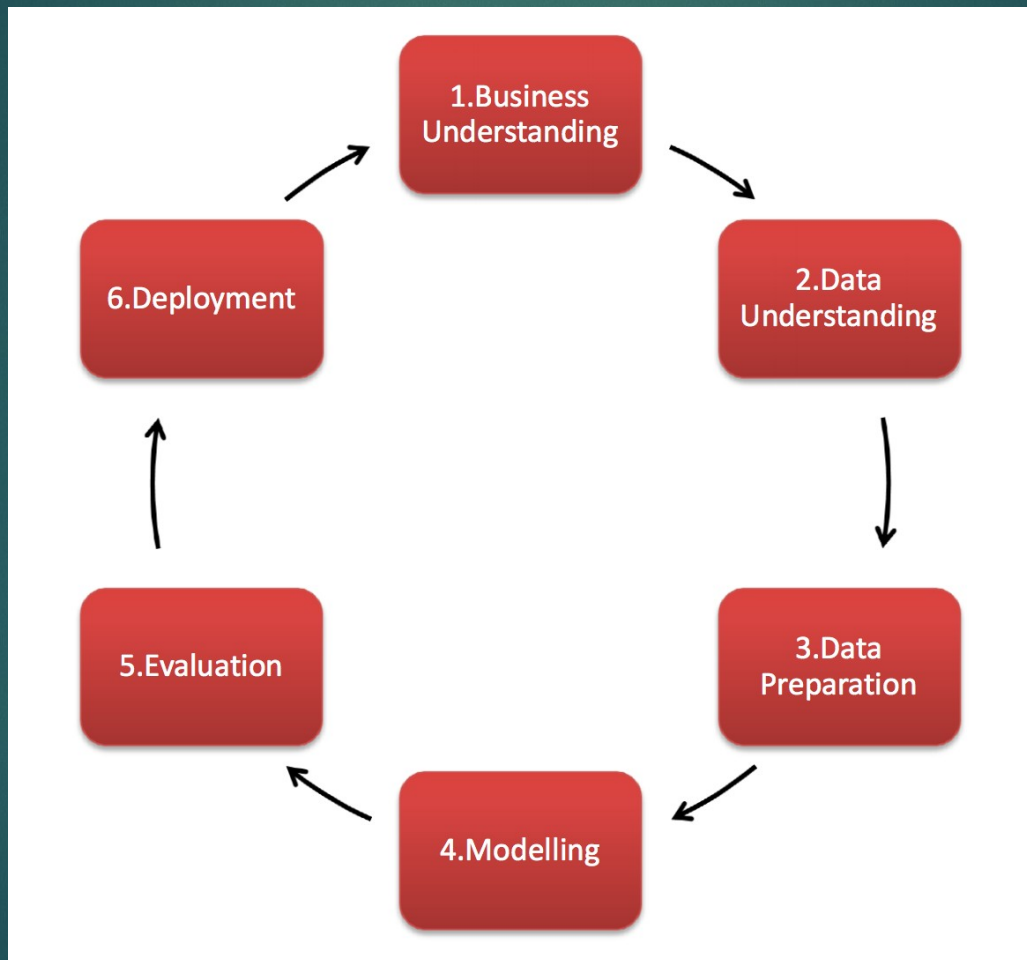 1.Business
Understanding
2.Data
Understanding
3.Data
Preparation
4.Modelling
5.Evaluation
6.Deployment